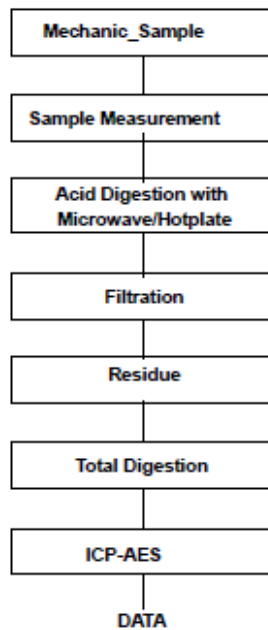 Mechanic_Sample
Sample Measurement
Acid Digestion with
Microwave/Hotplate
Filtration
Residue
Total Digestion
ICP-AES
DATA